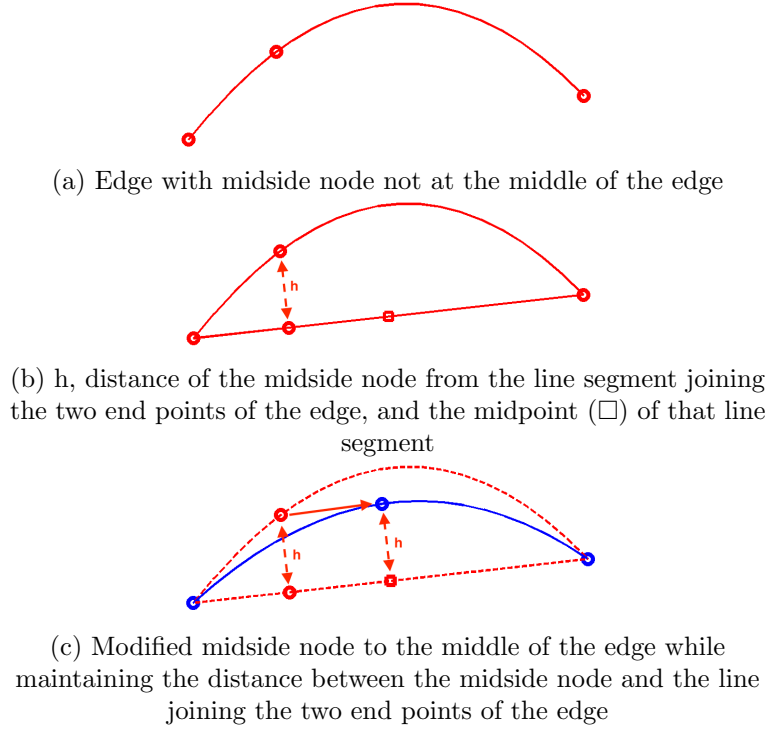 (a) Edge with midside node not at the middle of the edge
h
(b) h, distance of the midside node from the line segment joining
the two end points of the edge, and the midpoint (□) of that line
segment
h
h
(c) Modified midside node to the middle of the edge while
maintaining the distance between the midside node and the line
joining the two end points of the edge